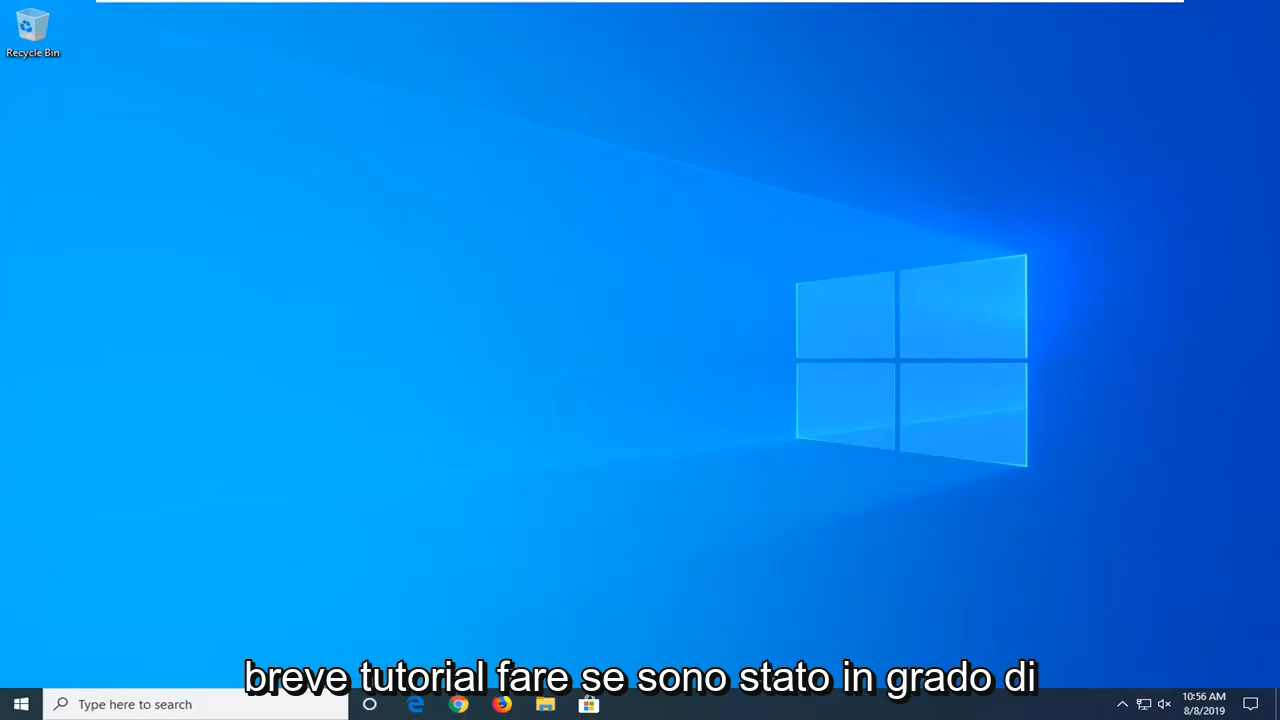 Recycle Bin
breve tutorial fare se sono stato in grado di
Type here to search
10:56 AM
8/8/2019